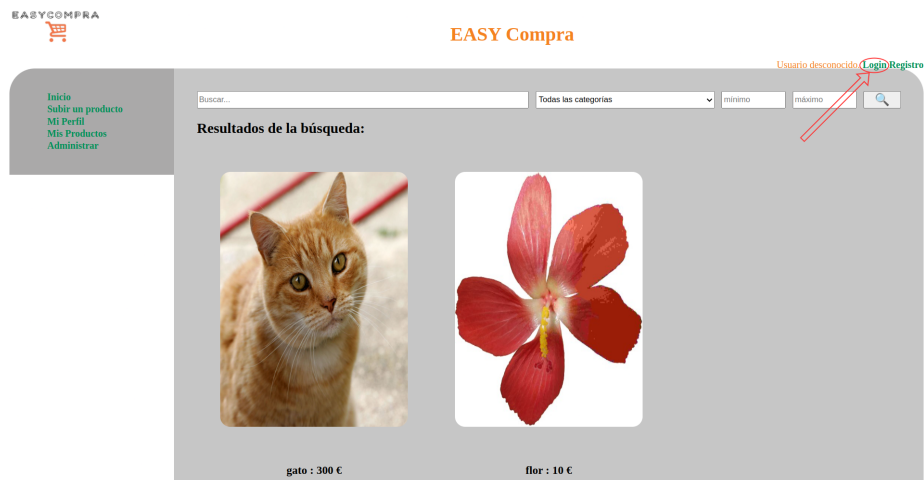 EASYCOMPRA
EASY Compra
Usuario desconocido. Login Registro
Inicio
Subir un producto
Mi Perfil
Mis Productos
Administrar
Buscar... Todas las categorías mínimo máximo
Resultados de la búsqueda:
gato : 300 € flor : 10 €